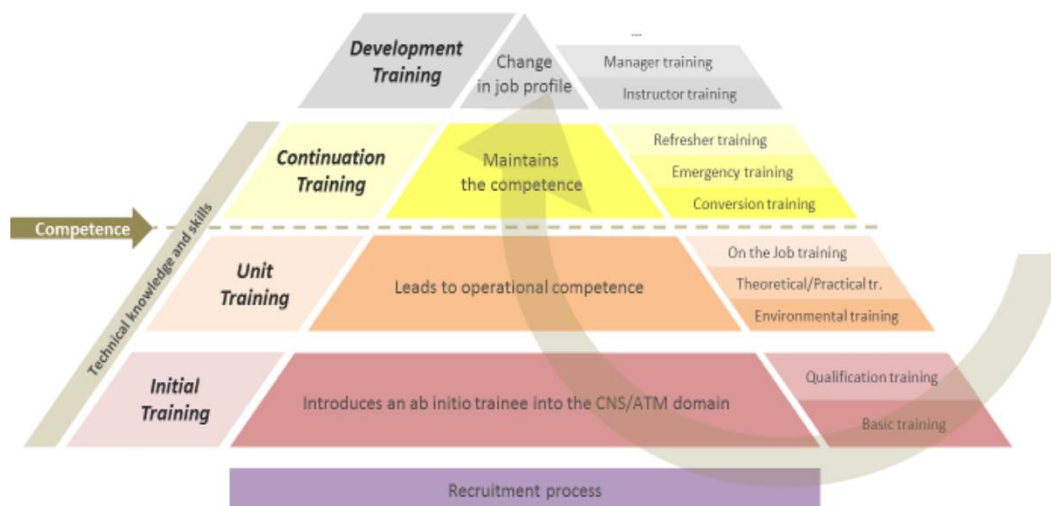 Development
Training
Change
in job profile
....
Manager training
Instructor training
Continuation
Training
Maintains
the competence
Refresher training
Emergency training
Conversion training
Competence
Technical knowledge and skills
Unit
Training
Leads to operational competence
On the Job training
Theoretical/Practical tr.
Environmental training
Initial
Training
Introduces an ab initio trainee into the CNS/ATM domain
Qualification training
Basic training
Recruitment process